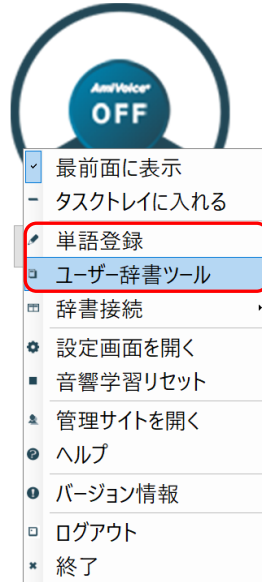 AmiVoice®
OFF
最前面に表示
タスクトレイに入れる
単語登録
ユーザー辞書ツール
辞書接続
設定画面を開く
音響学習リセット
管理サイトを開く
ヘルプ
バージョン情報
ログアウト
終了